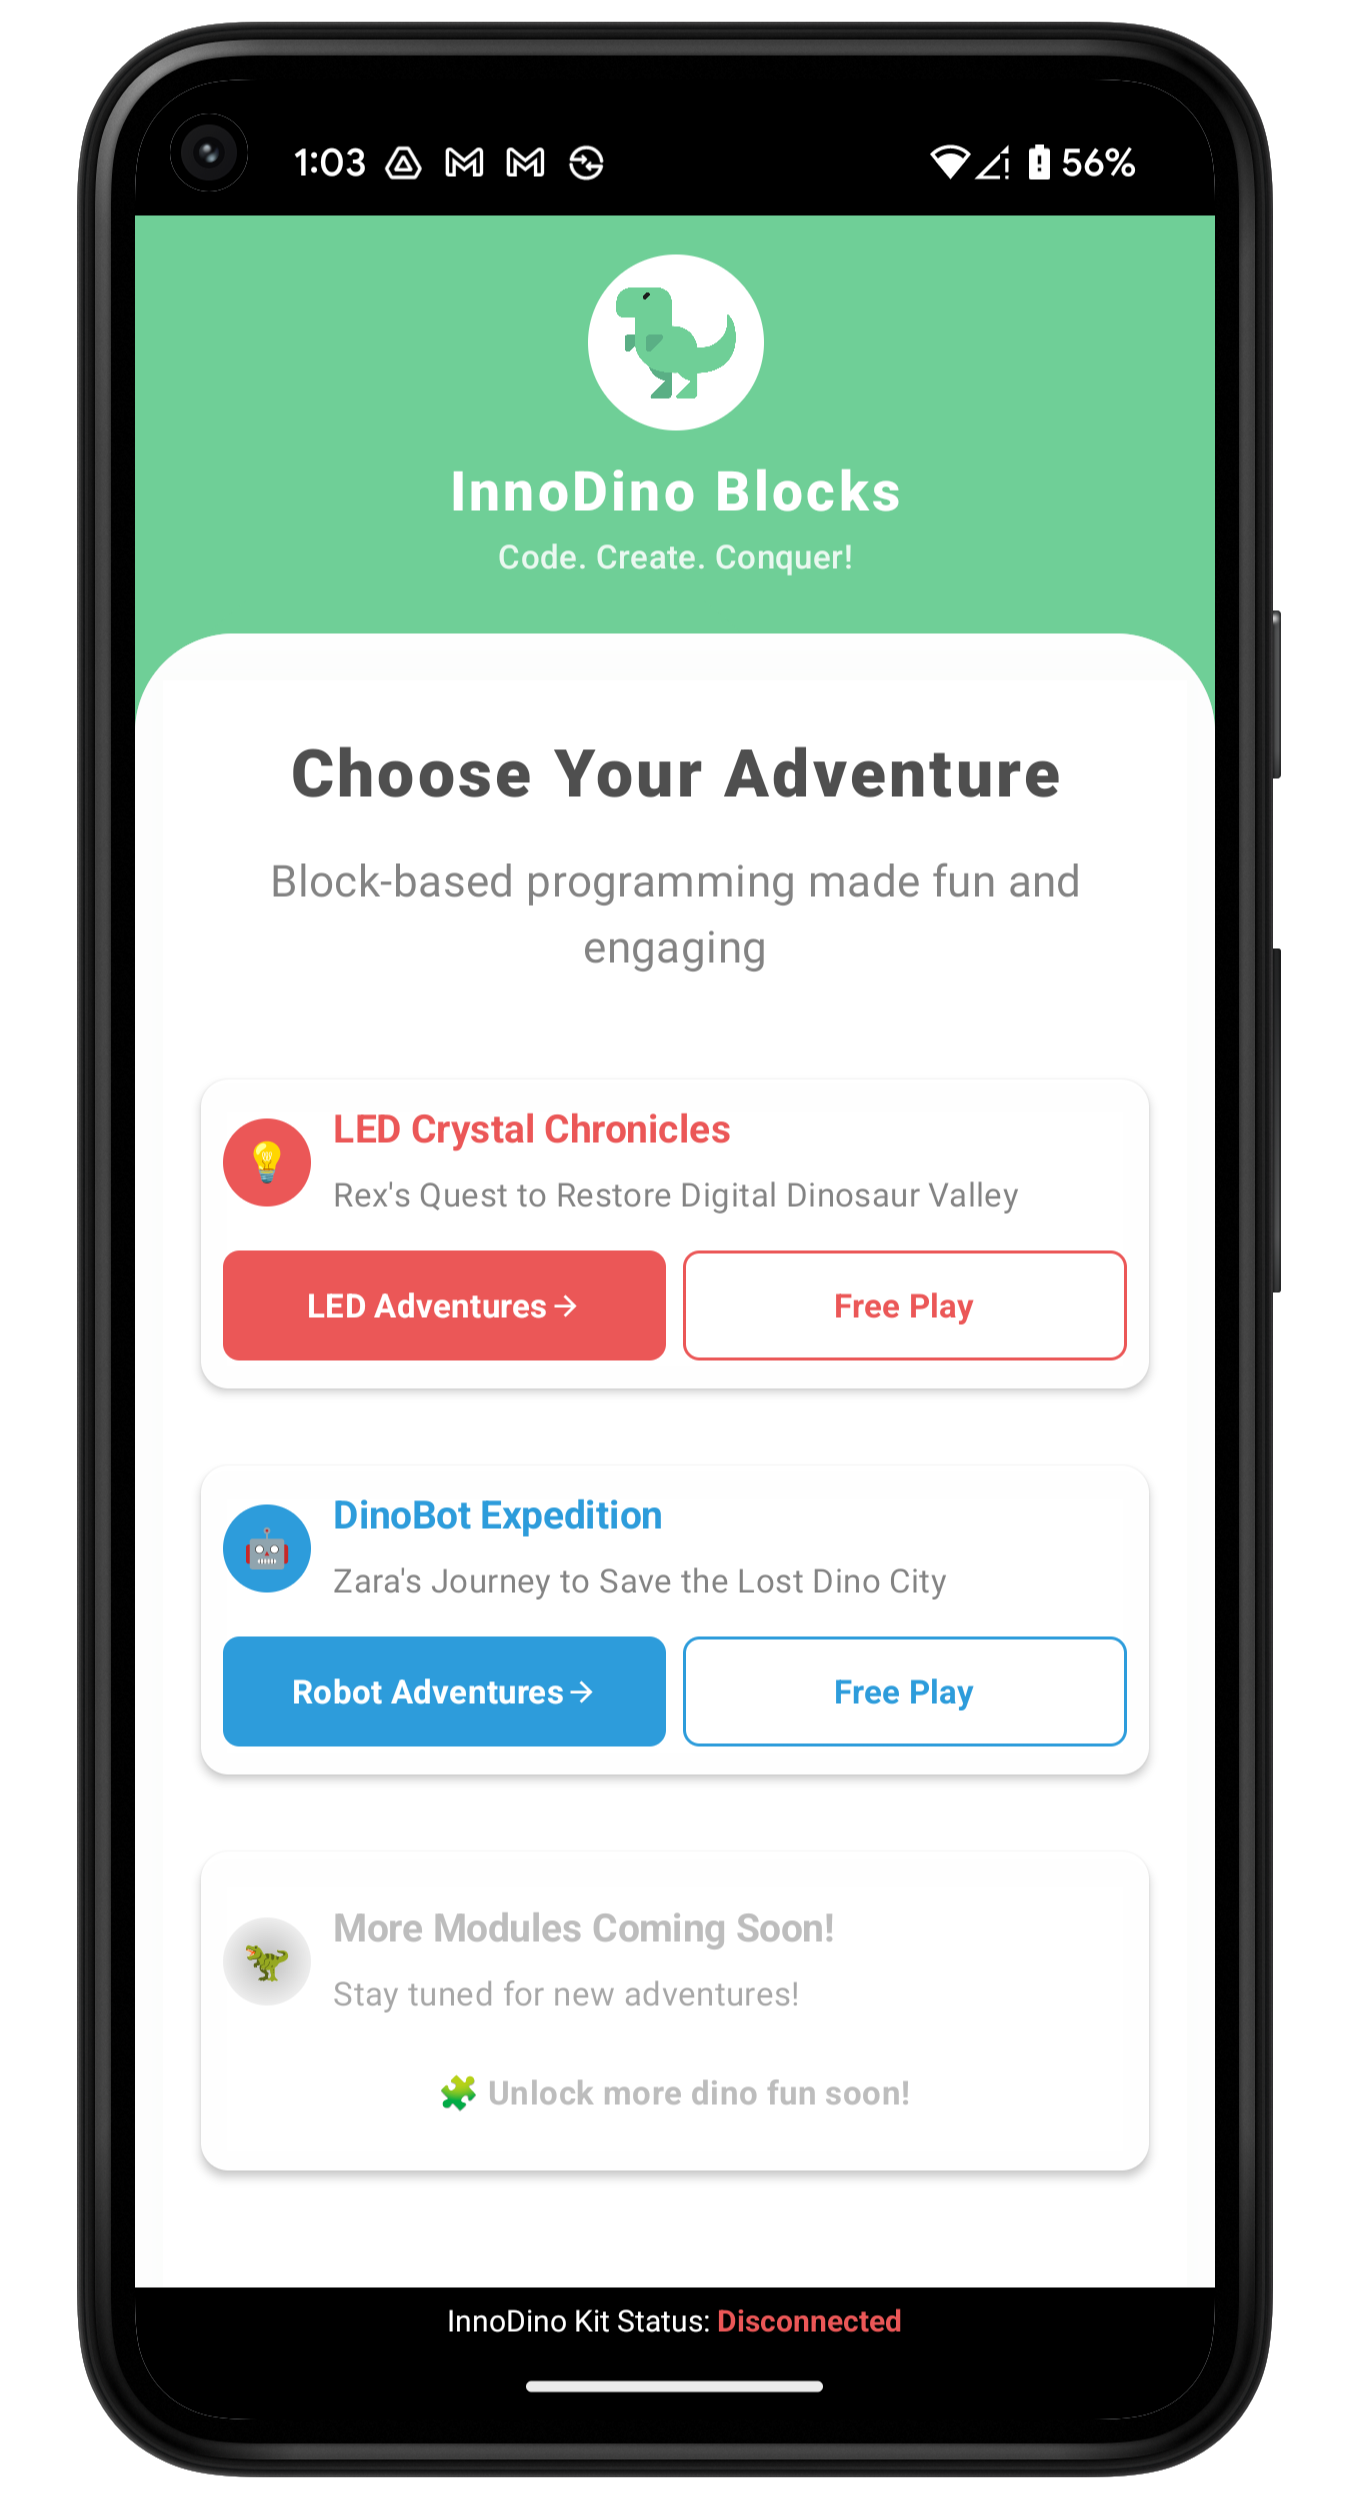 1:03
56%
InnoDino Blocks
Code. Create. Conquer!
Choose Your Adventure
Block-based programming made fun and
engaging
LED Crystal Chronicles
Rex's Quest to Restore Digital Dinosaur Valley
LED Adventures →
Free Play
DinoBot Expedition
Zara's Journey to Save the Lost Dino City
Robot Adventures →
Free Play
More Modules Coming Soon!
Stay tuned for new adventures!
🧩 Unlock more dino fun soon!
InnoDino Kit Status: Disconnected